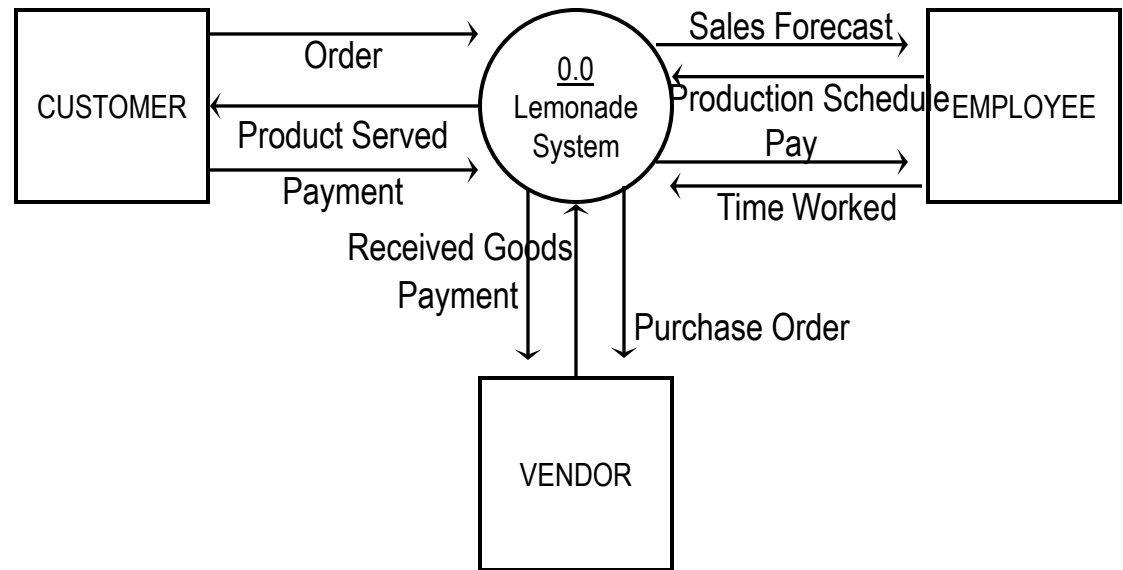 Sales Forecast
Order
0.0
CUSTOMER
Lemonade
Production Schedule
EMPLOYEE
Product Served
System
Pay
Payment
Time Worked
Received Goods
Payment
Purchase Order
VENDOR